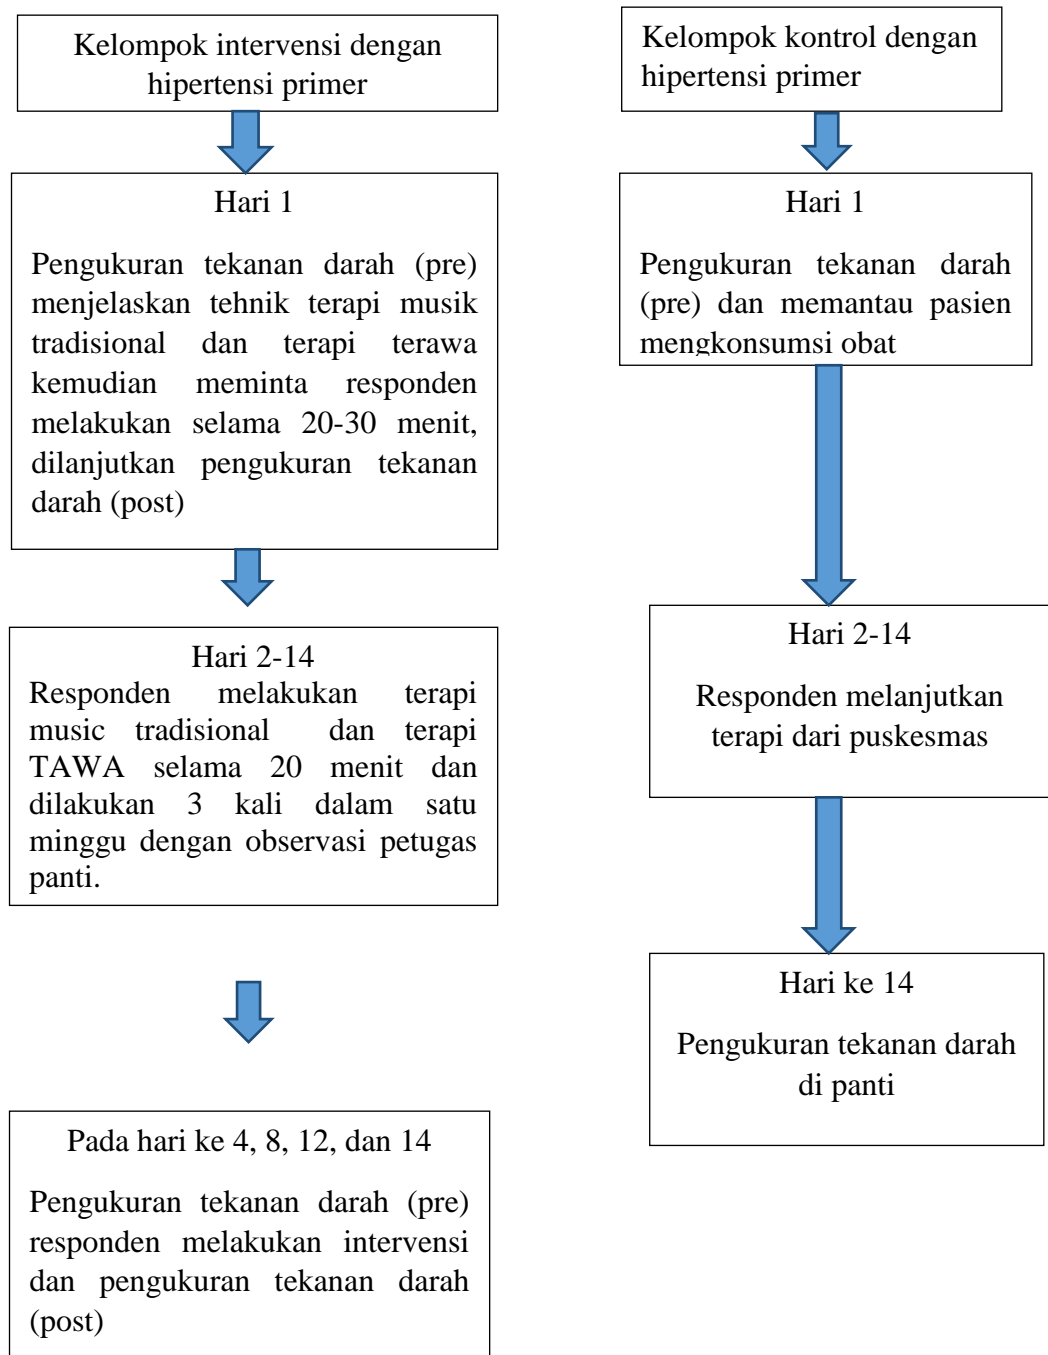 Kelompok intervensi dengan
hipertensi primer
Hari 1
Pengukuran tekanan darah (pre)
menjelaskan tehnik terapi musik
tradisional dan terapi terawa
kemudian meminta responden
melakukan selama 20-30 menit,
dilanjutkan pengukuran tekanan
darah (post)
Hari 2-14
Responden melakukan terapi
music tradisional dan terapi
TAWA selama 20 menit dan
dilakukan 3 kali dalam satu
minggu dengan observasi petugas
panti.
Pada hari ke 4, 8, 12, dan 14
Pengukuran tekanan darah (pre)
responden melakukan intervensi
dan pengukuran tekanan darah
(post)
Kelompok kontrol dengan
hipertensi primer
Hari 1
Pengukuran tekanan darah
(pre) dan memantau pasien
mengkonsumsi obat
Hari 2-14
Responden melanjutkan
terapi dari puskesmas
Hari ke 14
Pengukuran tekanan darah
di panti